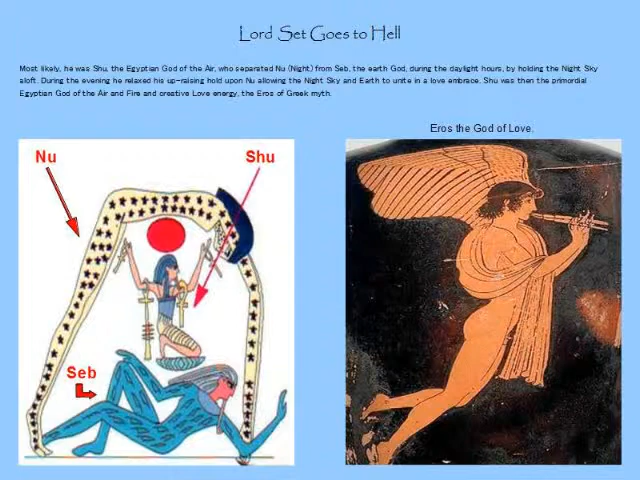 Lord Set Goes to Hell
Most likely, he was Shu, the Egyptian God of the Air, who separated Nu (Night) from Seb, the earth God, during the daylight hours, by holding the Night Sky
aloft. During the evening he relaxed his up-raising hold upon Nu allowing the Night Sky and Earth to unite in a love embrace. Shu was then the primordial
Egyptian God of the Air and Fire and creative Love energy, the Eros of Greek myth.
Eros the God of Love.
Nu
Shu
Seb